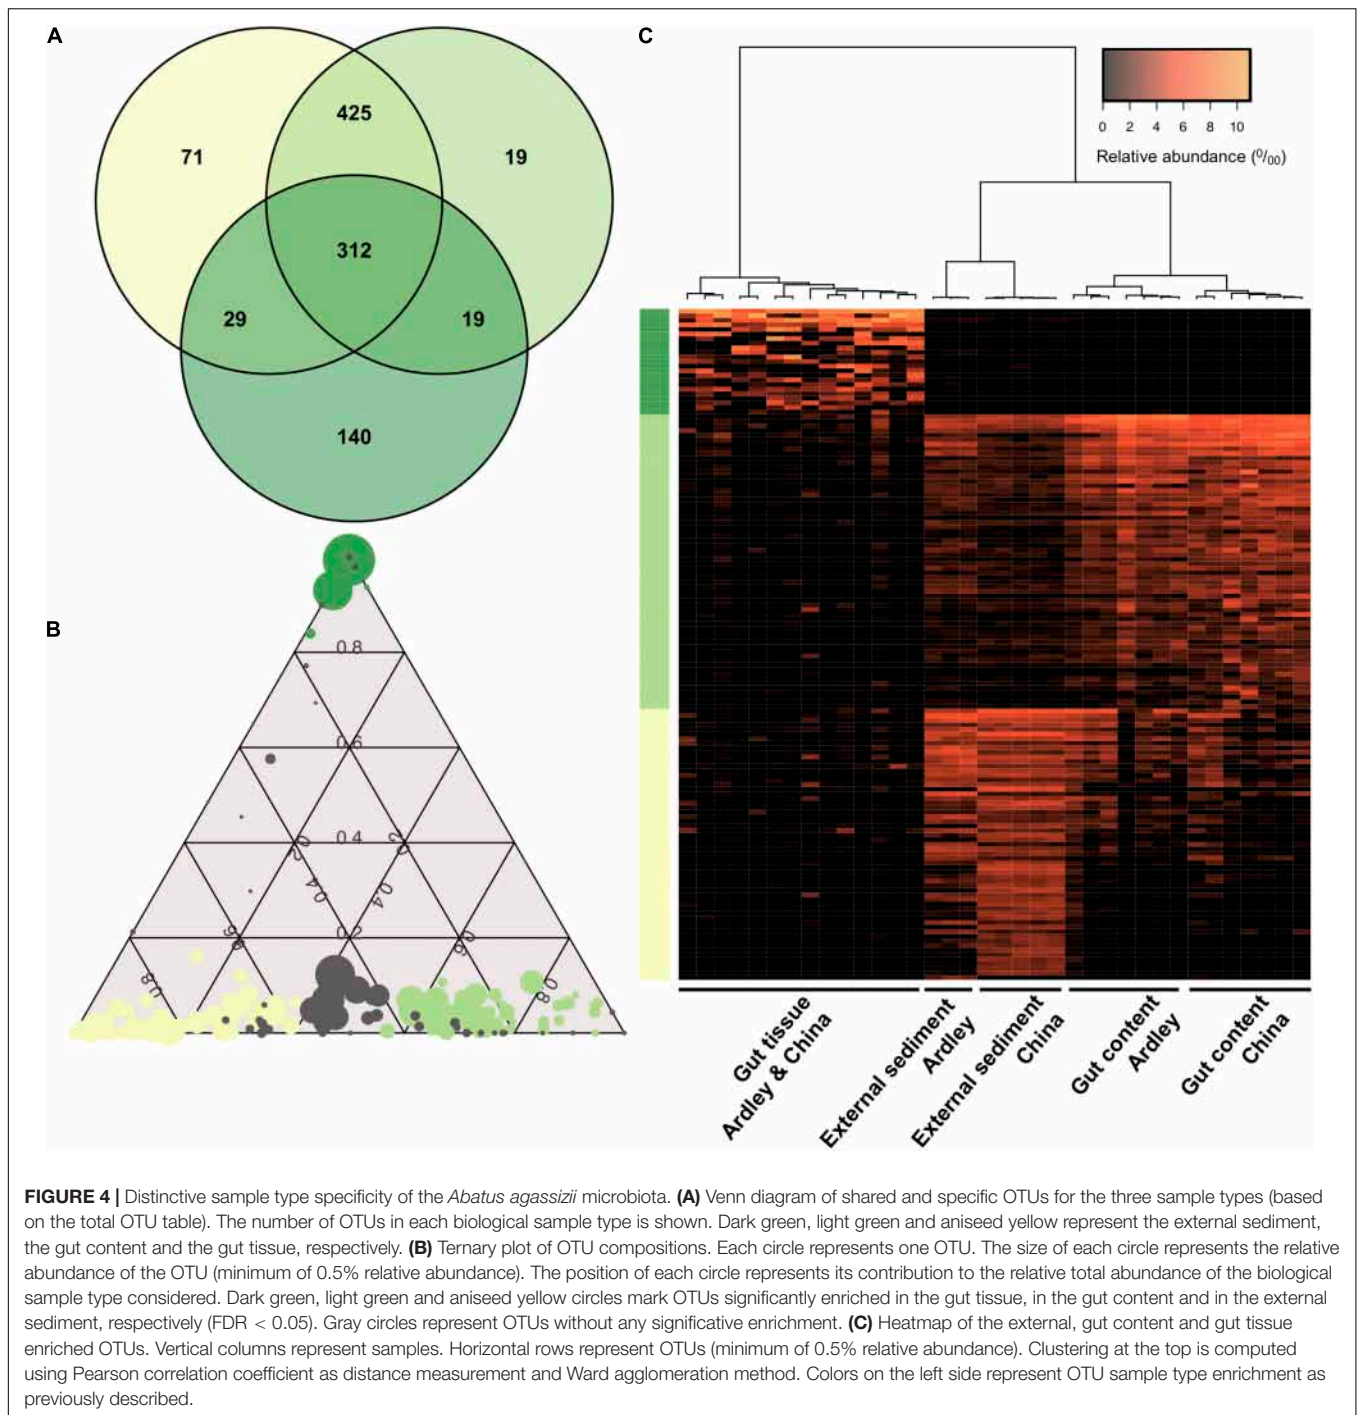 A
C
425
71
19
312
29
19
140
0 2 4 6 8 10
Relative abundance (⁰/₀₀)
B
0.8
0.6
0.4
0.2
0.4
0.4
0.8
Gut tissue
Ardley & China
External sediment
Ardley
External sediment
China
Gut content
Ardley
Gut content
China
FIGURE 4 | Distinctive sample type specificity of the Abatus agassizii microbiota. (A) Venn diagram of shared and specific OTUs for the three sample types (based
on the total OTU table). The number of OTUs in each biological sample type is shown. Dark green, light green and aniseed yellow represent the external sediment,
the gut content and the gut tissue, respectively. (B) Ternary plot of OTU compositions. Each circle represents one OTU. The size of each circle represents the relative
abundance of the OTU (minimum of 0.5% relative abundance). The position of each circle represents its contribution to the relative total abundance of the biological
sample type considered. Dark green, light green and aniseed yellow circles mark OTUs significantly enriched in the gut tissue, in the gut content and in the external
sediment, respectively (FDR < 0.05). Gray circles represent OTUs without any significative enrichment. (C) Heatmap of the external, gut content and gut tissue
enriched OTUs. Vertical columns represent samples. Horizontal rows represent OTUs (minimum of 0.5% relative abundance). Clustering at the top is computed
using Pearson correlation coefficient as distance measurement and Ward agglomeration method. Colors on the left side represent OTU sample type enrichment as
previously described.